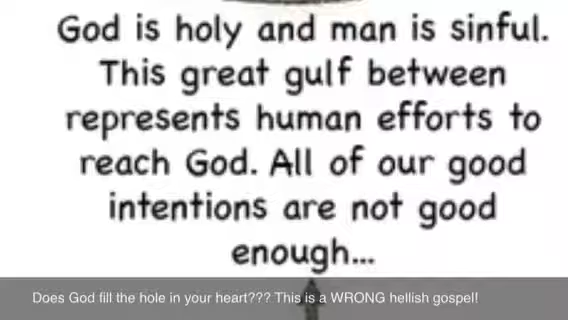 God is holy and man is sinful.
This great gulf between
represents human efforts to
reach God. All of our good
intentions are not good
enough...
Does God fill the hole in your heart??? This is a WRONG hellish gospel!